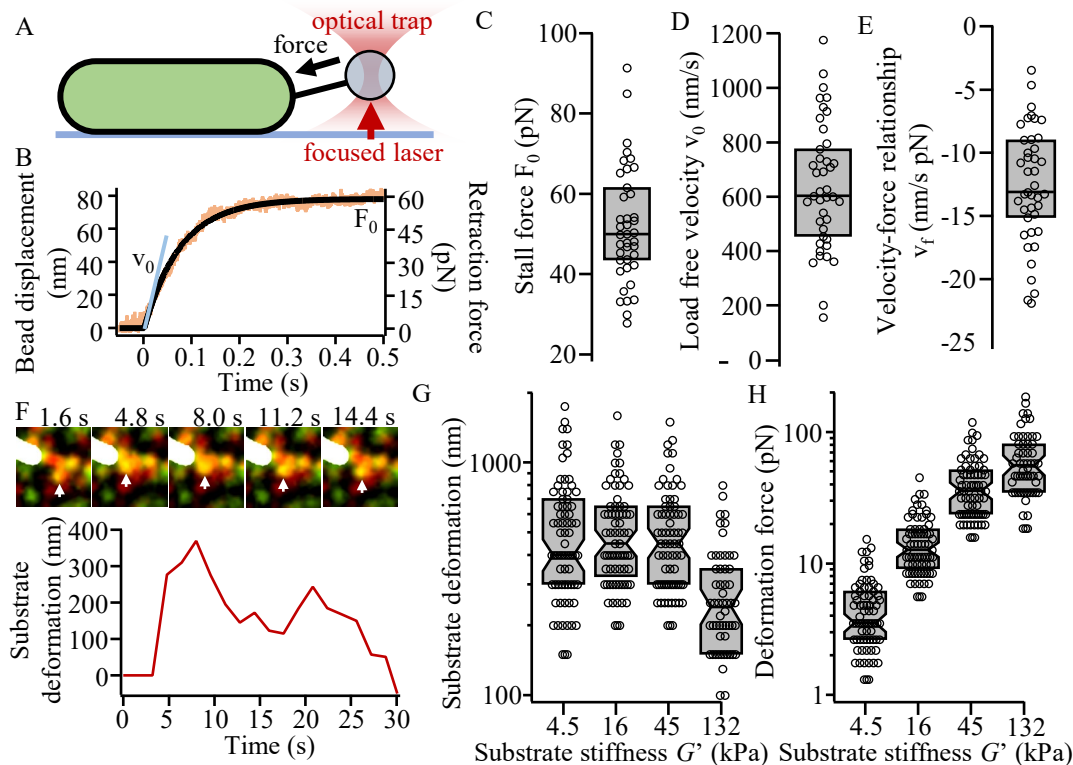 A
optical trap
force
focused laser
B
Bead displacement
(nm)
80
60
40
20
0
v0
F0
60
45
30
15
0
Retraction force
(pN)
0
0.1
0.2
0.3
0.4
0.5
Time (s)
C
Stall force F0 (pN)
100
80
60
40
20
D
Load free velocity v0 (nm/s)
1200
1000
800
600
400
200
0
–
E
Velocity-force relationship
vf (nm/s pN)
0
-5
-10
-15
-20
-25
F
1.6 s
4.8 s
8.0 s
11.2 s
14.4 s
Substrate
deformation (nm)
400
300
200
100
0
0
5
10
15
20
25
30
Time (s)
G
Substrate deformation (nm)
1000
100
4.5
16
45
132
Substrate stiffness G’ (kPa)
H
Deformation force (pN)
100
10
1
4.5
16
45
132
Substrate stiffness G’ (kPa)